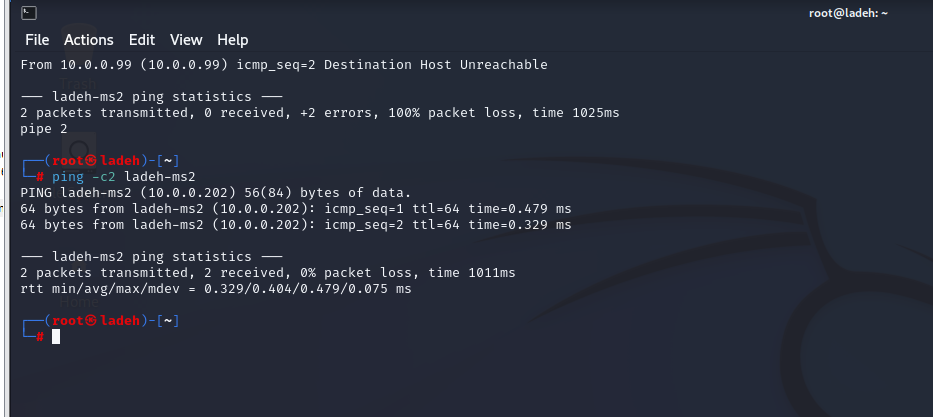 root@ladeh: ~
File Actions Edit View Help
From 10.0.0.99 (10.0.0.99) icmp_seq=2 Destination Host Unreachable
--- ladeh-ms2 ping statistics ---
2 packets transmitted, 0 received, +2 errors, 100% packet loss, time 1025ms
pipe 2
┌──(root㉿ladeh)-[~]
└─# ping -c2 ladeh-ms2
PING ladeh-ms2 (10.0.0.202) 56(84) bytes of data.
64 bytes from ladeh-ms2 (10.0.0.202): icmp_seq=1 ttl=64 time=0.479 ms
64 bytes from ladeh-ms2 (10.0.0.202): icmp_seq=2 ttl=64 time=0.329 ms
--- ladeh-ms2 ping statistics ---
2 packets transmitted, 2 received, 0% packet loss, time 1011ms
rtt min/avg/max/mdev = 0.329/0.404/0.479/0.075 ms
Home
┌──(root㉿ladeh)-[~]
└─#